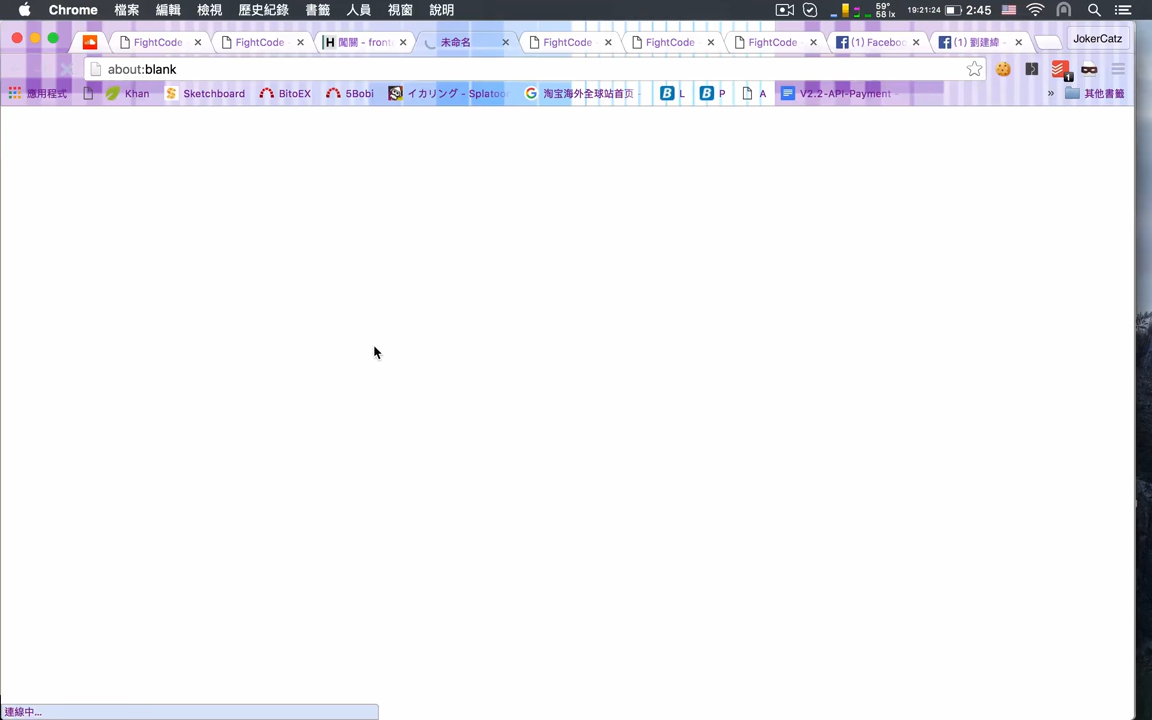 Chrome 檔案 編輯 檢視 歷史紀錄 書籤 人員 視窗 說明 59° 58 lx 19:21:24 2:45
FightCode FightCode 闖關 - front 未命名 FightCode FightCode FightCode (1) Faceboo (1) 劉建緯 - JokerCatz
about:blank 1
應用程式 Khan Sketchboard BitoEX 5Bobi イカリング - Splatoo 淘宝海外全球站首页 - L P A V2.2-API-Payment » 其他書籤
連線中...